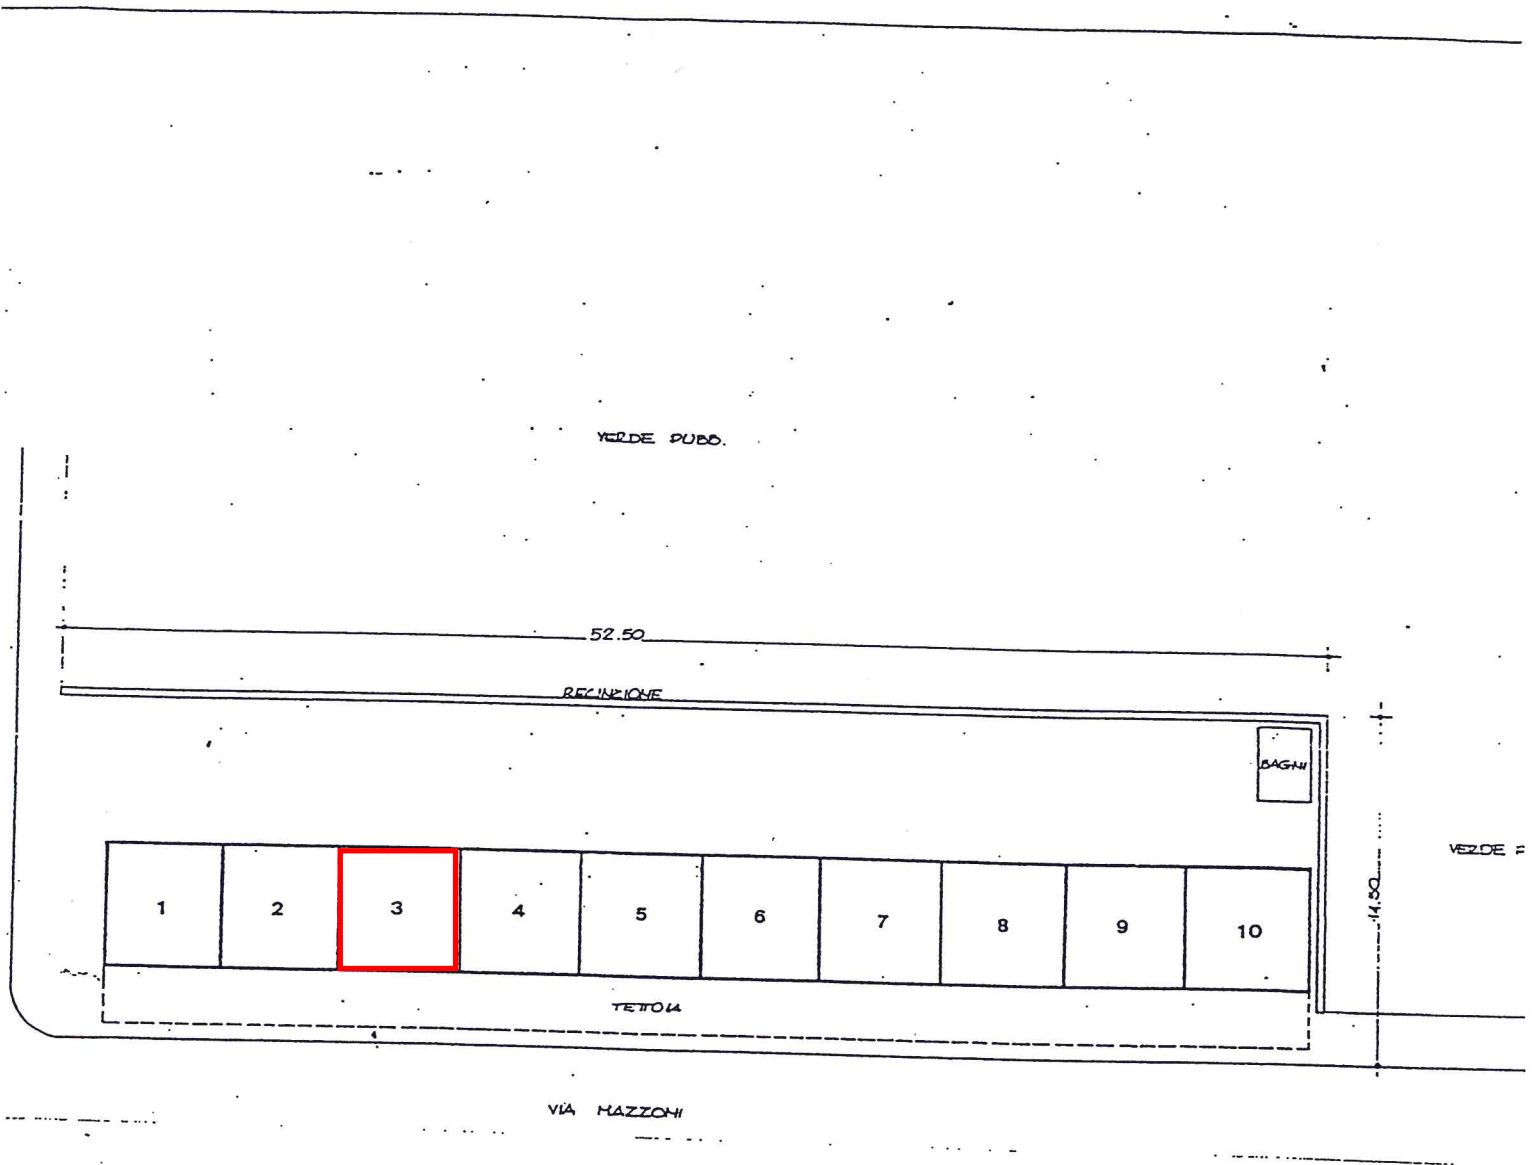 VERDE PUBB.
52.50
RECINZIONE
BAGNI
VERDE P
14.50
1 2 3 4 5 6 7 8 9 10
TETTOIA
VIA MAZZONI